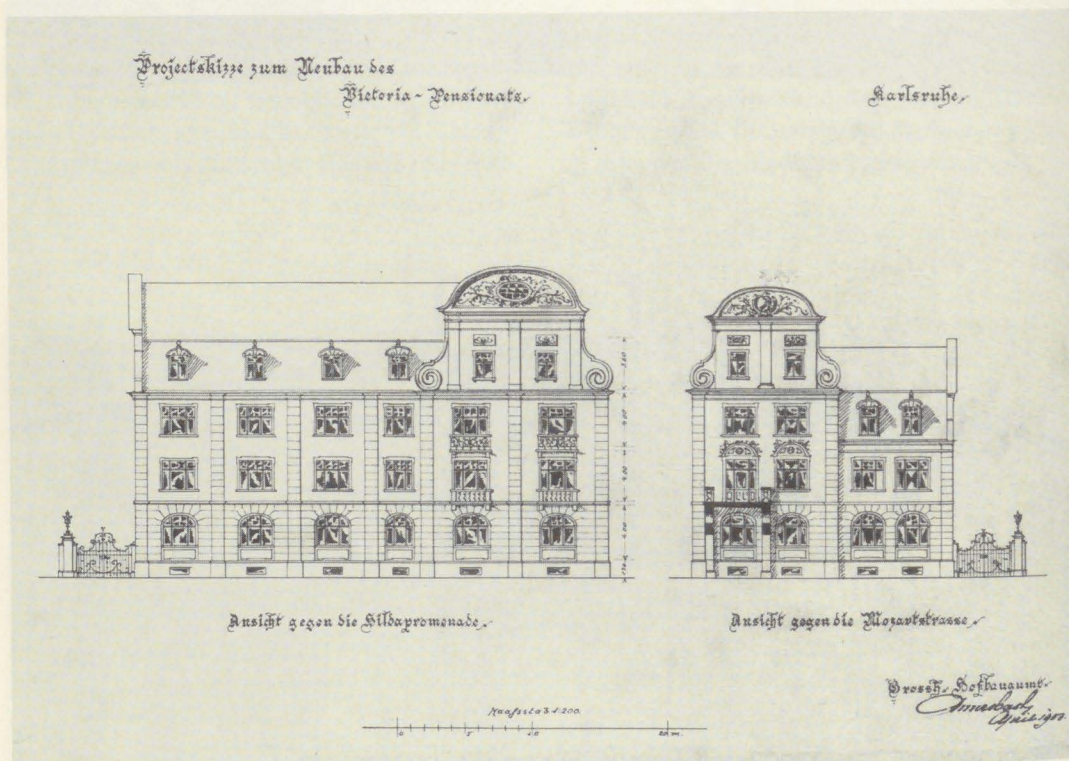 Projectskizze zum Neubau des
Victoria-Pensionats.
Karlsruhe.
Ansicht gegen die Hildapromenade.
Ansicht gegen die Mozartstrasse.
Grossh. Hofbauamt.
Maafsstab 1:200.
0 5 10 20 m.